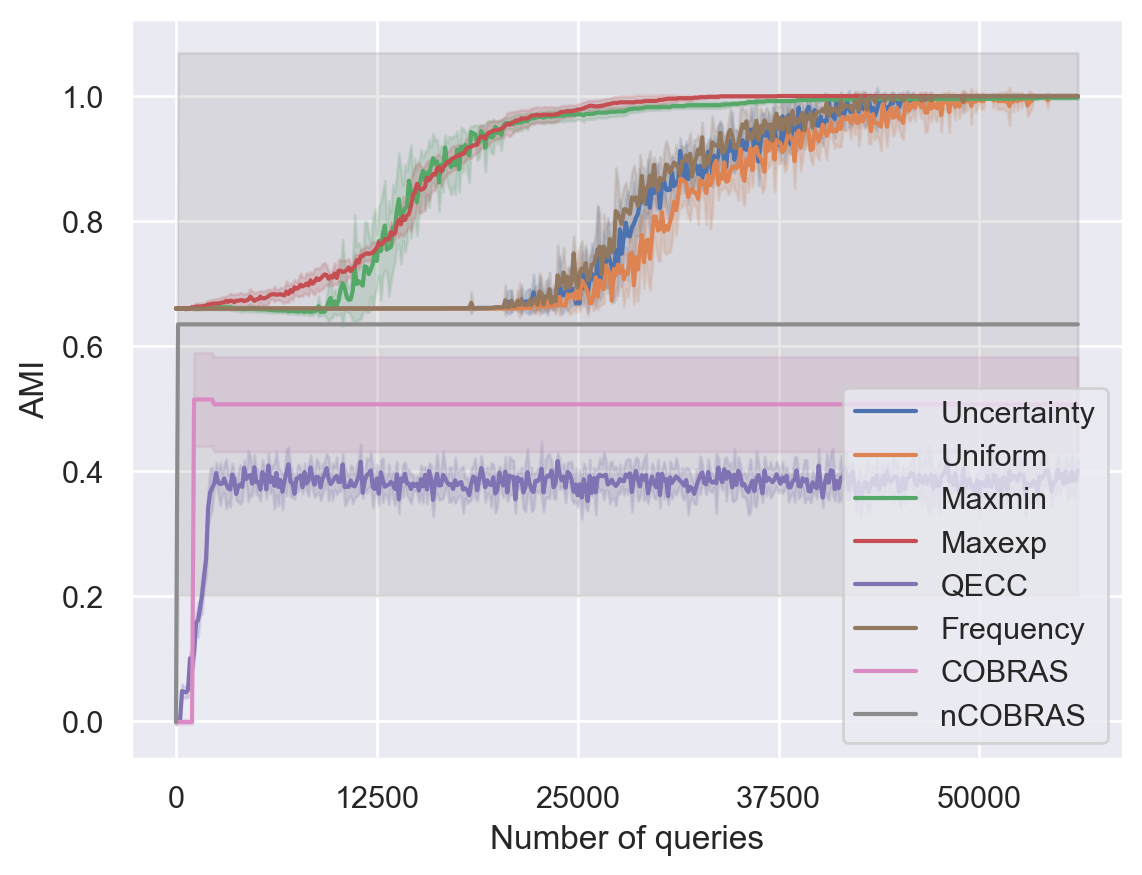 1.0
0.8
0.6
0.4
0.2
0.0
AMI
0 12500 25000 37500 50000
Number of queries
Uncertainty
Uniform
Maxmin
Maxexp
QECC
Frequency
COBRAS
nCOBRAS